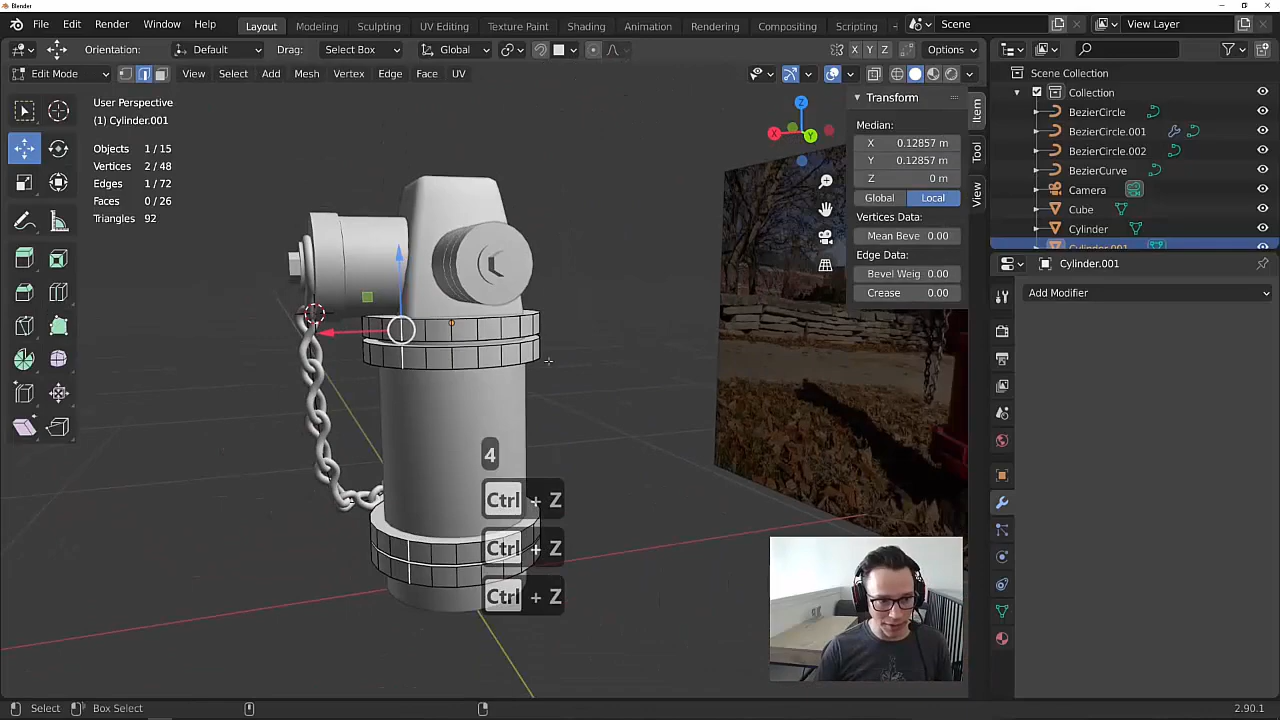 Blender
File Edit Render Window Help
Layout Modeling Sculpting UV Editing Texture Paint Shading Animation Rendering Compositing Scripting
Scene
View Layer
Orientation: Default Drag: Select Box Global
X Y Z Options
Edit Mode View Select Add Mesh Vertex Edge Face UV
User Perspective
(1) Cylinder.001
Objects 1/15
Vertices 2/48
Edges 1/72
Faces 0/26
Triangles 92
Z
X
Y
Transform
Median:
X 0.12857 m
Y 0.12857 m
Z 0 m
Global Local
Vertices Data:
Mean Beve 0.00
Edge Data:
Bevel Weig 0.00
Crease 0.00
Item
Tool
View
Scene Collection
Collection
BezierCircle
BezierCircle.001
BezierCircle.002
BezierCurve
Camera
Cube
Cylinder
Cylinder.001
Cylinder.001
Add Modifier
4
Ctrl + Z
Ctrl + Z
Ctrl + Z
Select Box Select
2.90.1